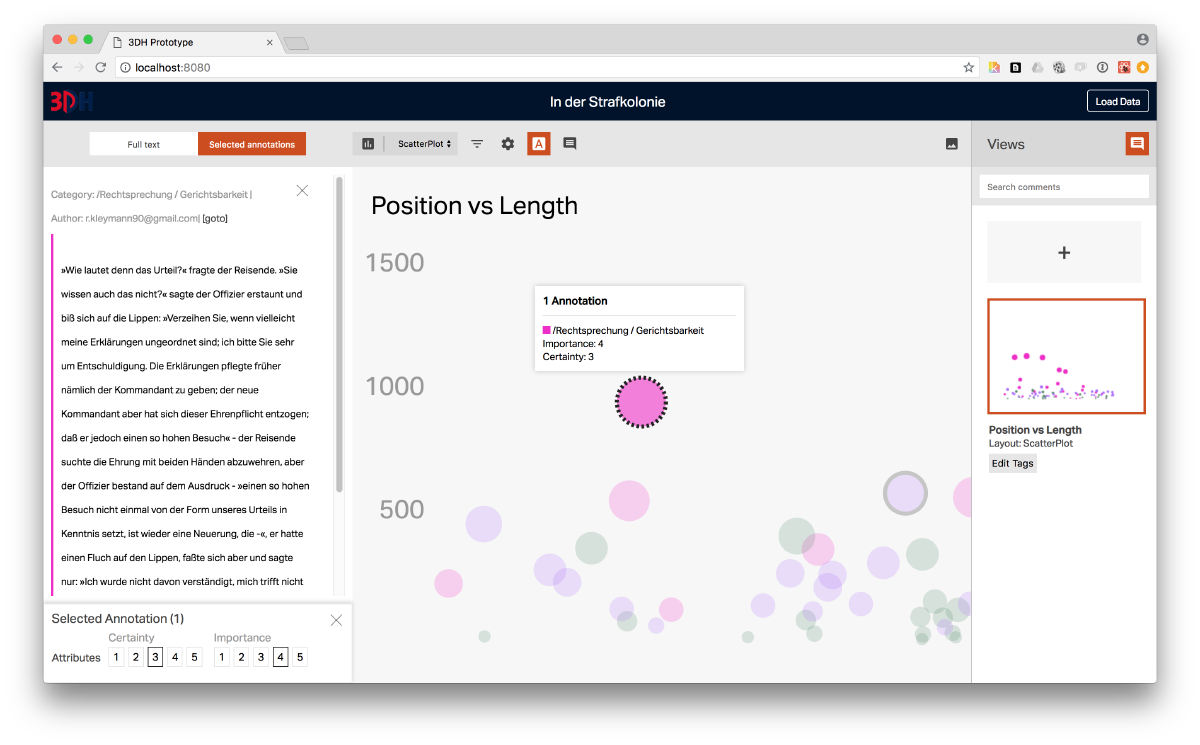 3DH Prototype
localhost:8080
3DH
In der Strafkolonie
Load Data
Full text
Selected annotations
ScatterPlot
A
Views
Search comments
Category: /Rechtsprechung / Gerichtsbarkeit |
Author: r.kleymann90@gmail.com| [goto]
»Wie lautet denn das Urteil?« fragte der Reisende. »Sie
wissen auch das nicht?« sagte der Offizier erstaunt und
biß sich auf die Lippen: »Verzeihen Sie, wenn vielleicht
meine Erklärungen ungeordnet sind; ich bitte Sie sehr
um Entschuldigung. Die Erklärungen pflegte früher
nämlich der Kommandant zu geben; der neue
Kommandant aber hat sich dieser Ehrenpflicht entzogen;
daß er jedoch einen so hohen Besuch« - der Reisende
suchte die Ehrung mit beiden Händen abzuwehren, aber
der Offizier bestand auf dem Ausdruck - »einen so hohen
Besuch nicht einmal von der Form unseres Urteils in
Kenntnis setzt, ist wieder eine Neuerung, die -«, er hatte
einen Fluch auf den Lippen, faßte sich aber und sagte
nur: »Ich wurde nicht davon verständigt, mich trifft nicht
Selected Annotation (1)
Certainty Importance
Attributes 1 2 3 4 5 1 2 3 4 5
Position vs Length
1500
1000
500
1 Annotation
/Rechtsprechung / Gerichtsbarkeit
Importance: 4
Certainty: 3
+
Position vs Length
Layout: ScatterPlot
Edit Tags